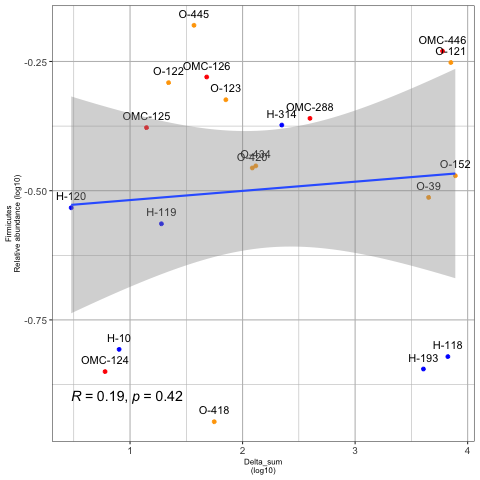 O-445
OMC-446
O-121
OMC-126
O-122
O-123
OMC-288
H-314
OMC-125
O-152
O-39
H-120
H-119
H-10
OMC-124
H-118
H-193
O-418
R = 0.19, p = 0.42
-0.25
-0.50
-0.75
1
2
3
4
Delta_sum
(log10)
Firmicutes
Relative abundance (log10)